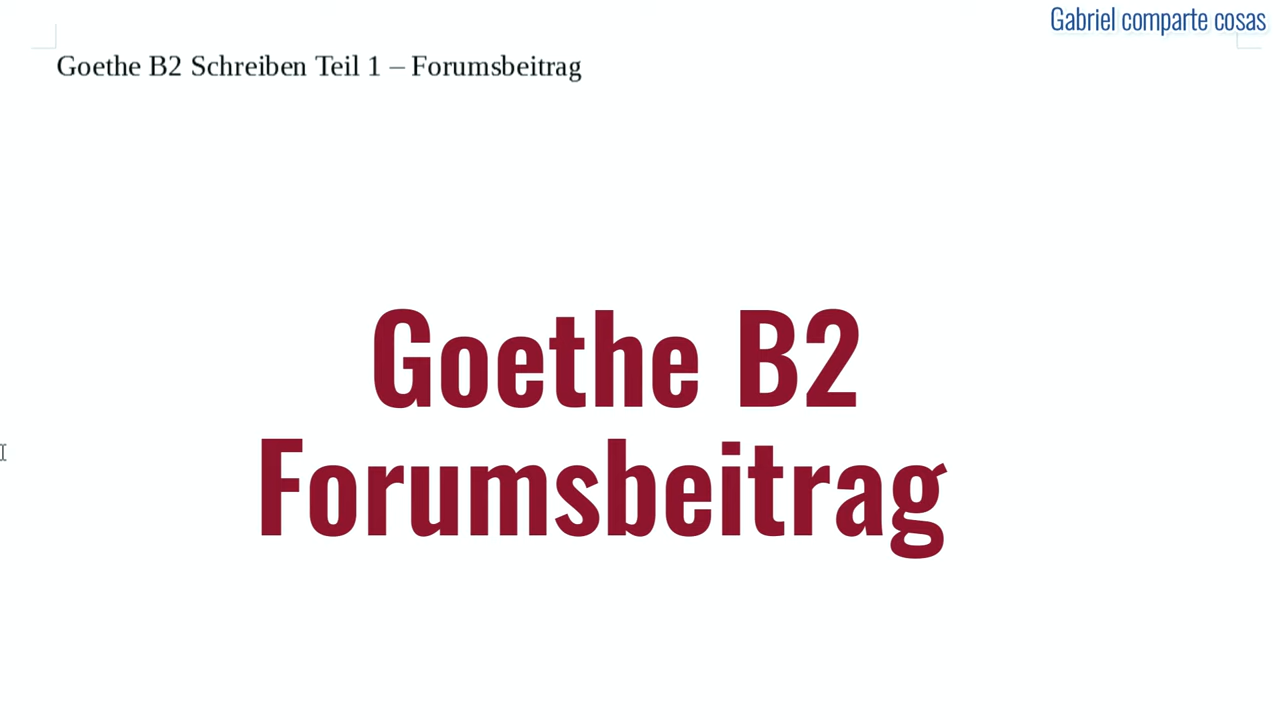 Gabriel comparte cosas
Goethe B2 Schreiben Teil 1 – Forumsbeitrag
Goethe B2
Forumsbeitrag